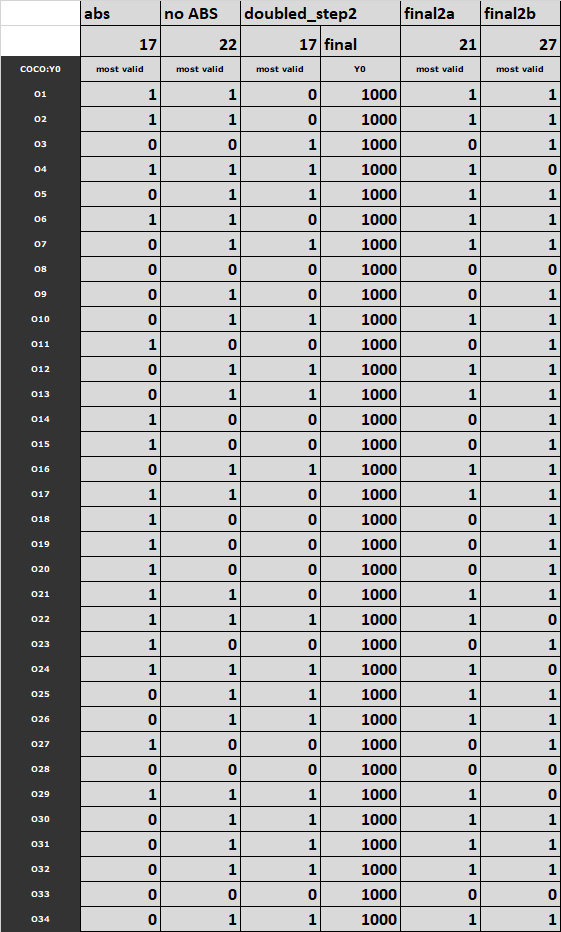 abs no ABS doubled_step2 final2a final2b
17 22 17 final 21 27
COCO:Y0 most valid most valid most valid Y0 most valid most valid
O1 1 1 0 1000 1 1
O2 1 1 0 1000 1 1
O3 0 0 1 1000 0 1
O4 1 1 1 1000 1 0
O5 0 1 1 1000 1 1
O6 1 1 0 1000 1 1
O7 0 1 1 1000 1 1
O8 0 0 0 1000 0 0
O9 0 1 0 1000 0 1
O10 0 1 1 1000 1 1
O11 1 0 0 1000 0 1
O12 0 1 1 1000 1 1
O13 0 1 1 1000 1 1
O14 1 0 0 1000 0 1
O15 1 0 0 1000 0 1
O16 0 1 1 1000 1 1
O17 1 1 0 1000 1 1
O18 1 0 0 1000 0 1
O19 1 0 0 1000 0 1
O20 1 0 0 1000 0 1
O21 1 1 0 1000 1 1
O22 1 1 1 1000 1 0
O23 1 0 0 1000 0 1
O24 1 1 1 1000 1 0
O25 0 1 1 1000 1 1
O26 0 1 1 1000 1 1
O27 1 0 0 1000 0 1
O28 0 0 0 1000 0 0
O29 1 1 1 1000 1 0
O30 0 1 1 1000 1 1
O31 0 1 1 1000 1 1
O32 0 1 1 1000 1 1
O33 0 0 0 1000 0 0
O34 0 1 1 1000 1 1